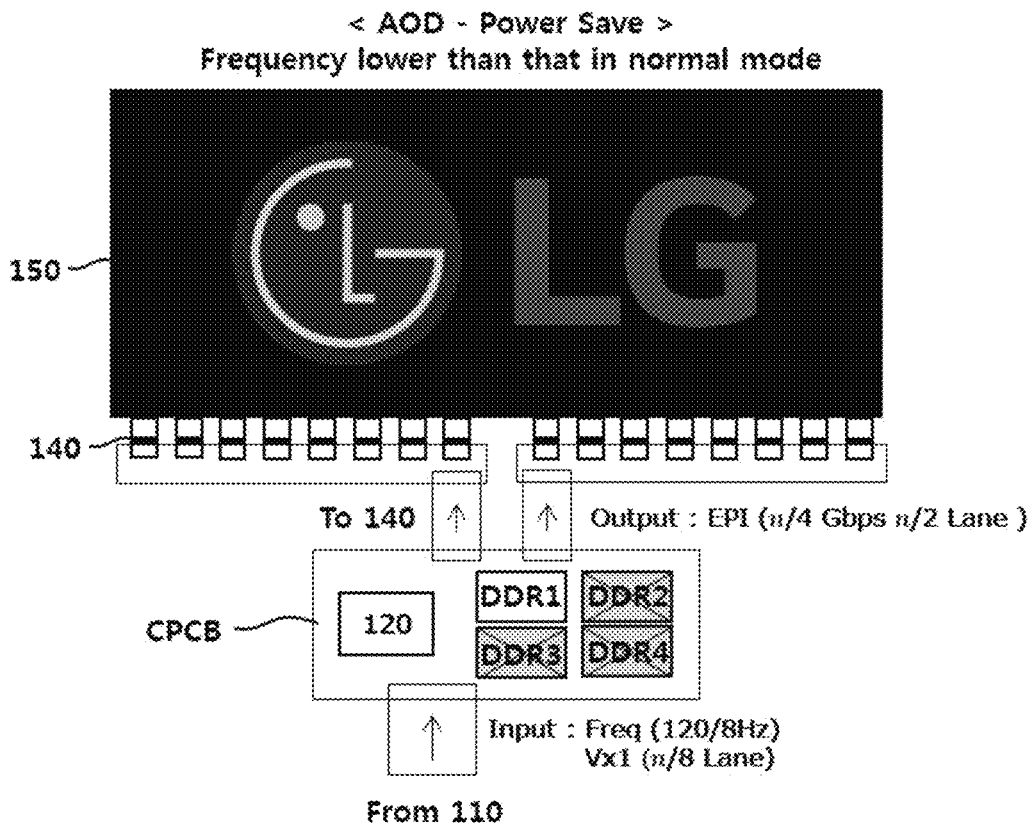 < AOD - Power Save >
Frequency lower than that in normal mode
LG LG
150
140
To 140
Output : EPI (n/4 Gbps n/2 Lane )
CPCB
120
DDR1
DDR2
DDR3
DDR4
Input : Freq (120/8Hz)
Vx1 (n/8 Lane)
From 110